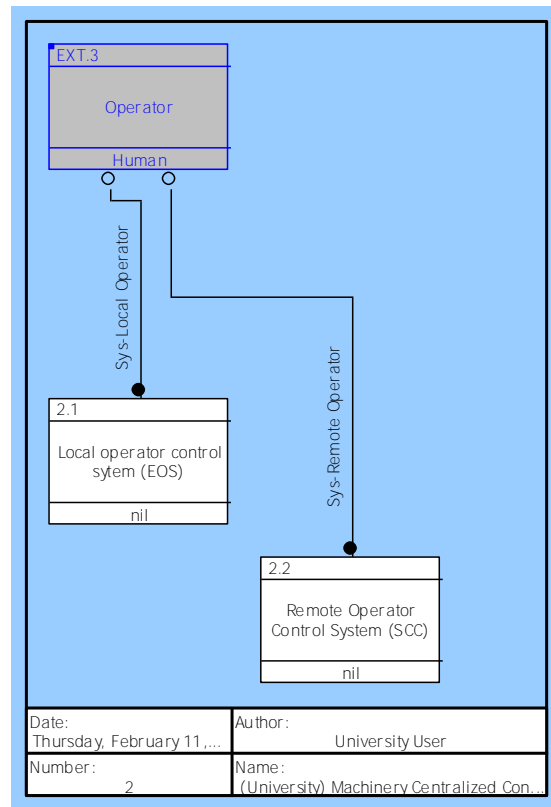 EXT.3
Operator
Human
Sys-Local Operator
Sys-Remote Operator
2.1
Local operator control
sytem (EOS)
nil
2.2
Remote Operator
Control System (SCC)
nil
Date:
Thursday, February 11,...
Author:
University User
Number:
2
Name:
(University) Machinery Centralized Con...